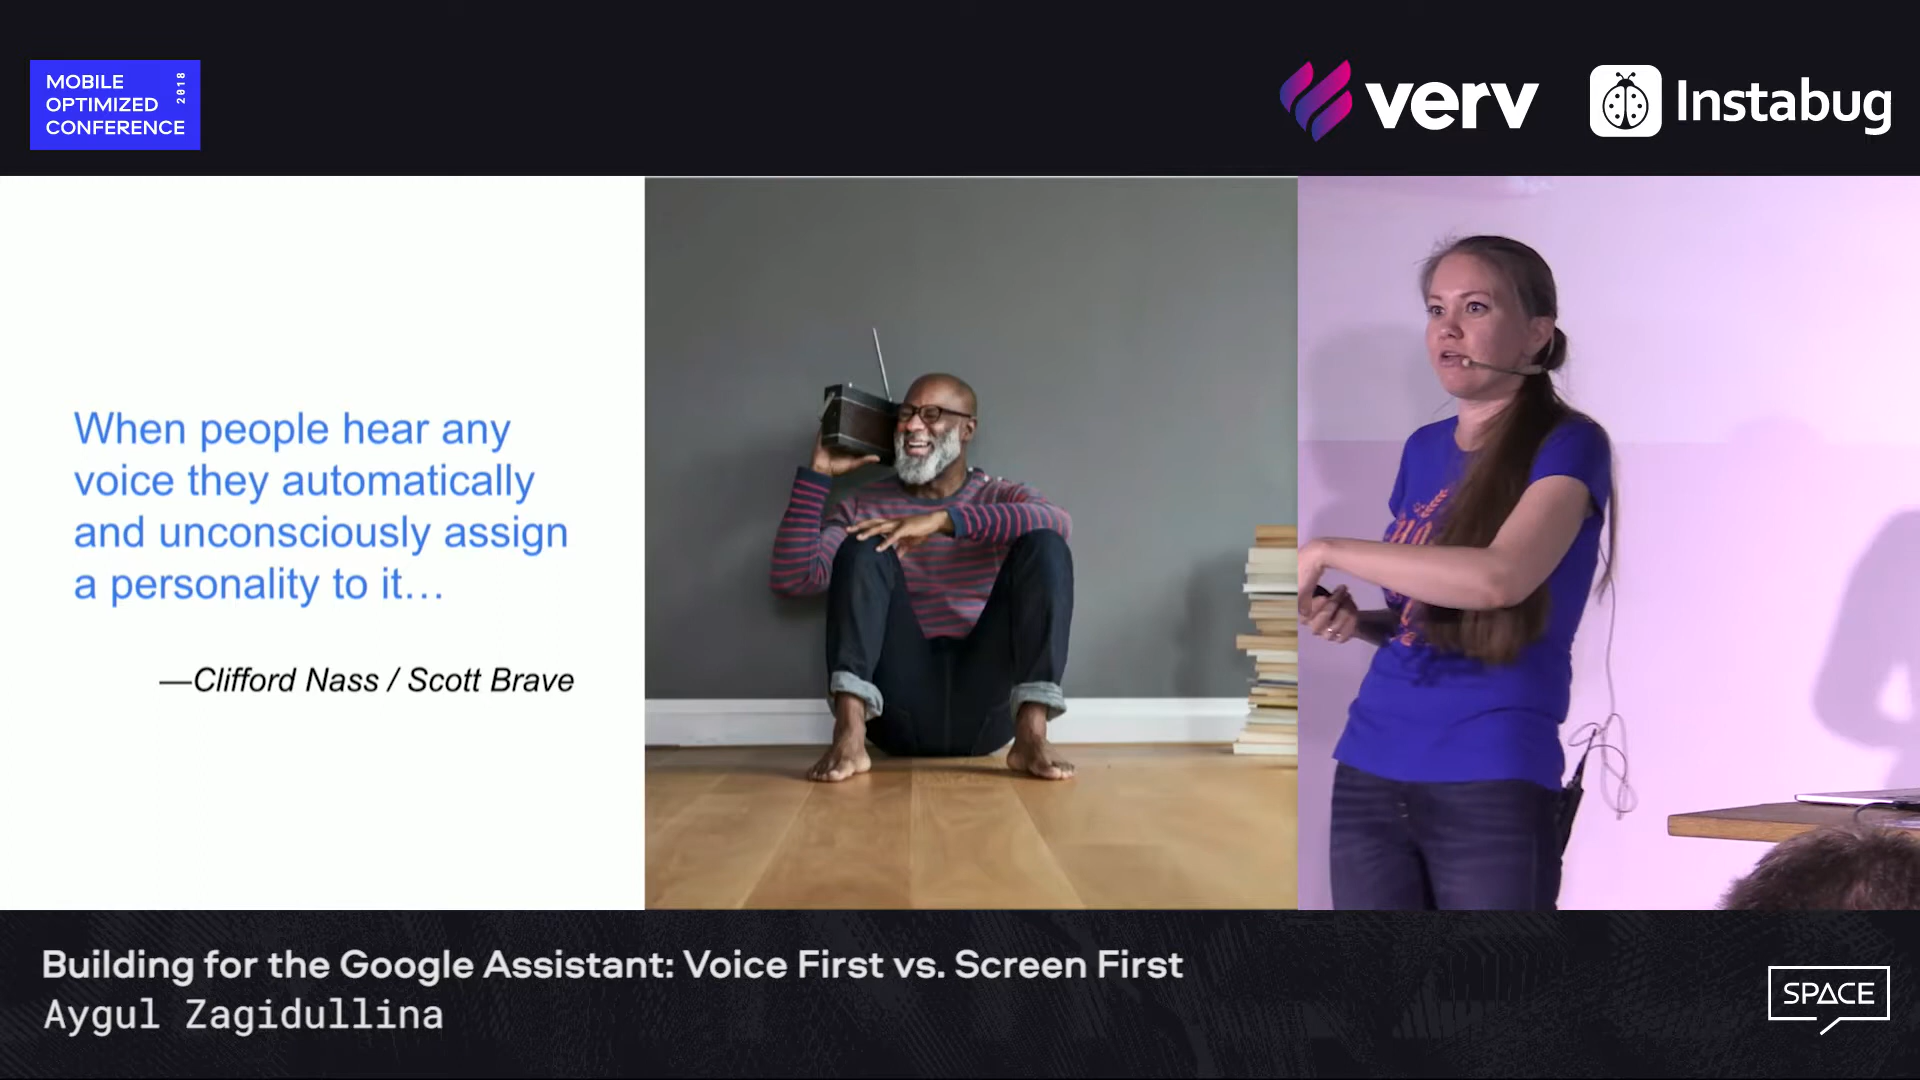 MOBILE
OPTIMIZED
CONFERENCE
2018
verv
Instabug
When people hear any
voice they automatically
and unconsciously assign
a personality to it…
—Clifford Nass / Scott Brave
Building for the Google Assistant: Voice First vs. Screen First
Aygul Zagidullina
SPACE